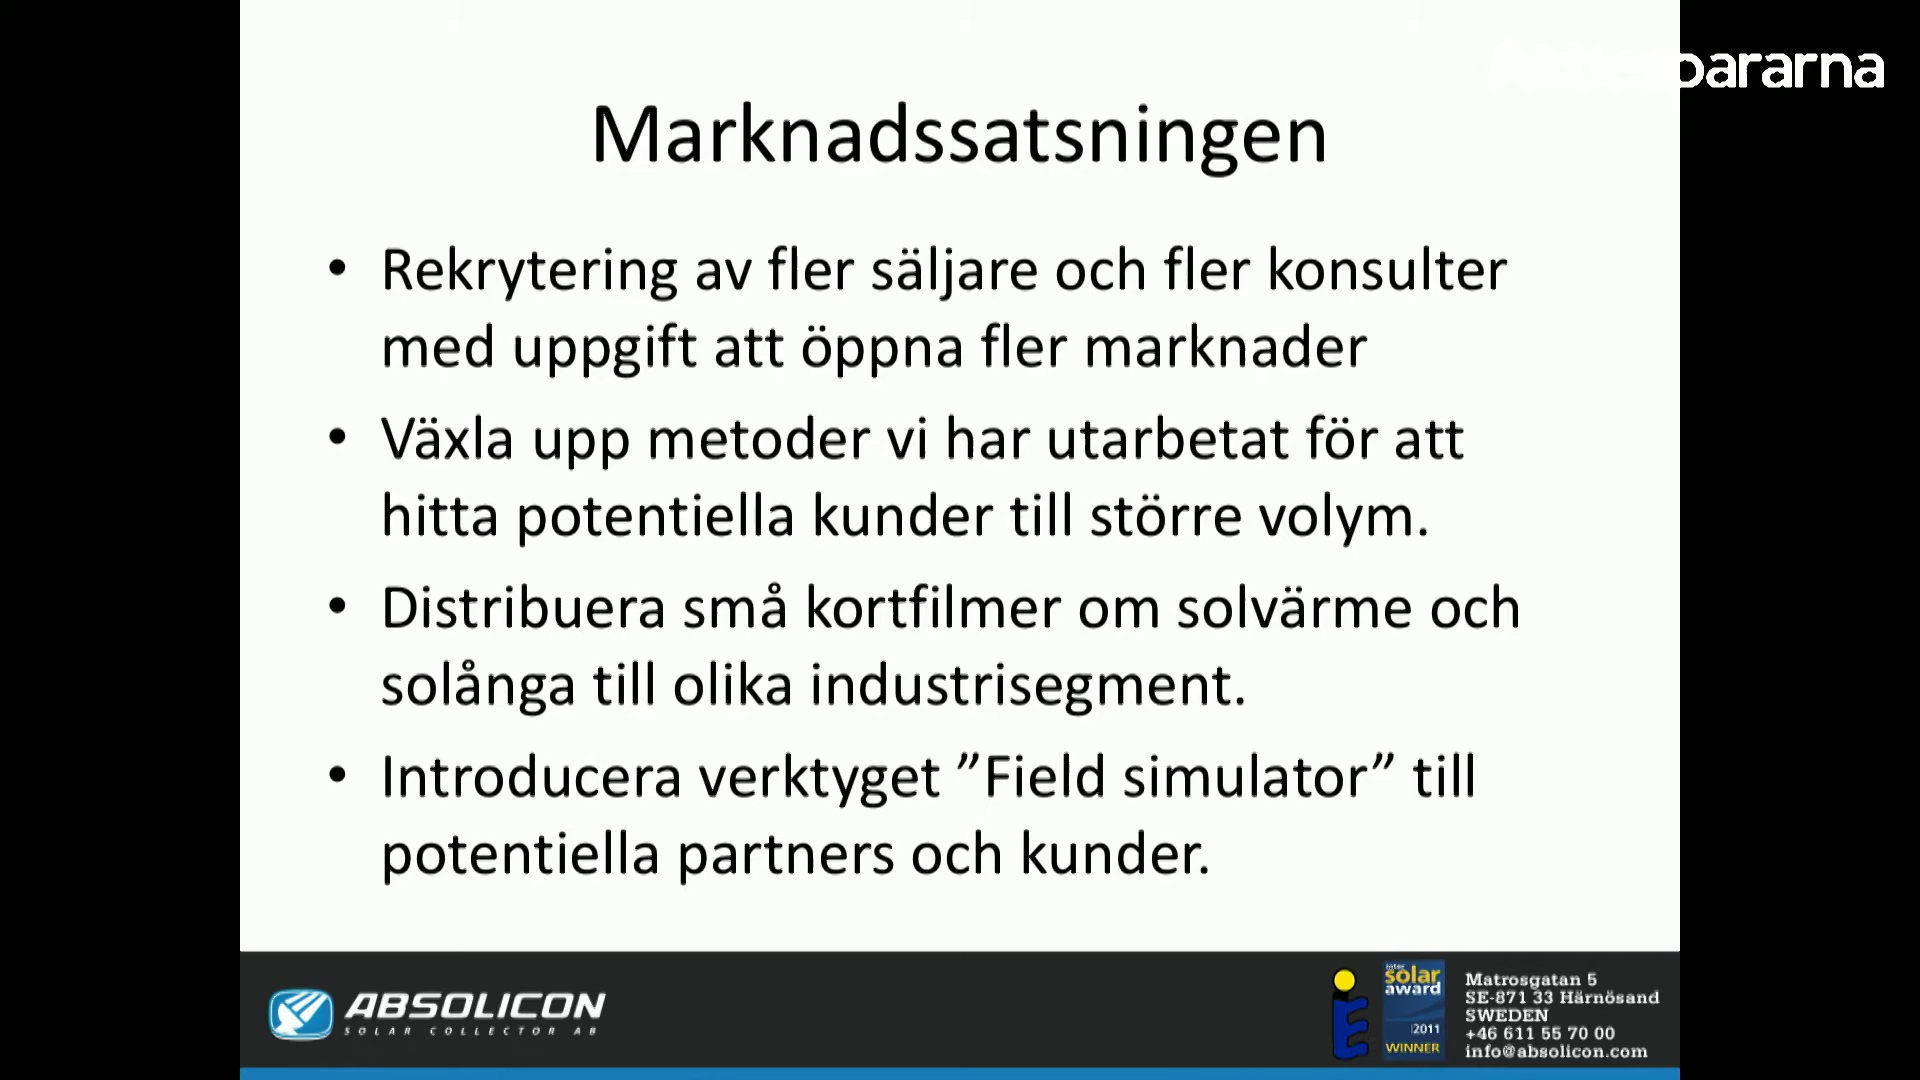 pararna
Marknadssatsningen
• Rekrytering av fler säljare och fler konsulter
med uppgift att öppna fler marknader
• Växla upp metoder vi har utarbetat för att
hitta potentiella kunder till större volym.
• Distribuera små kortfilmer om solvärme och
solånga till olika industrisegment.
• Introducera verktyget ”Field simulator” till
potentiella partners och kunder.
ABSOLICON
SOLAR COLLECTOR AB
inter
solar
award
2011
WINNER
Matrosgatan 5
SE-871 33 Härnösand
SWEDEN
+46 611 55 70 00
info@absolicon.com